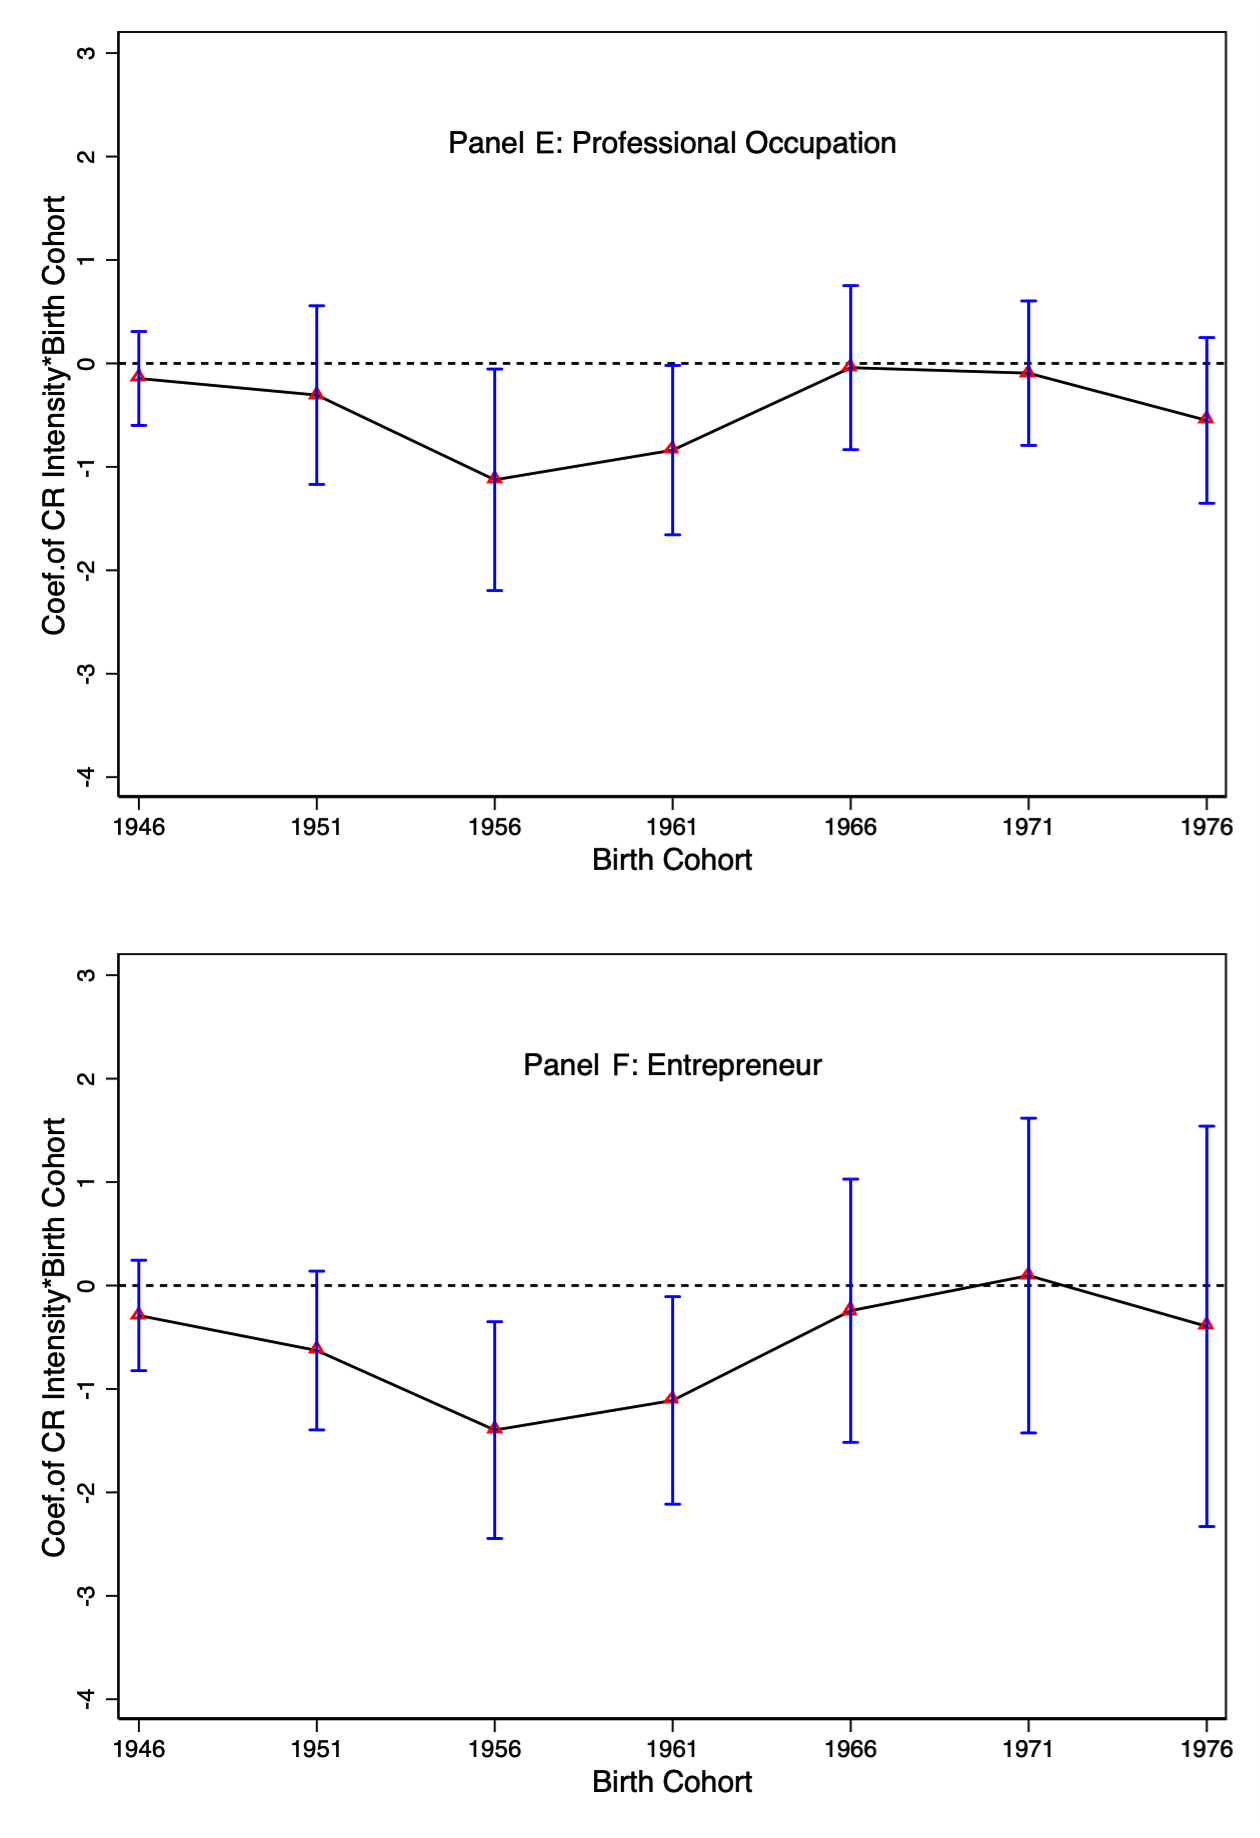 Panel E: Professional Occupation
Coef.of CR Intensity*Birth Cohort
3
2
1
0
-1
-2
-3
-4
1946 1951 1956 1961 1966 1971 1976
Birth Cohort
Panel F: Entrepreneur
Coef.of CR Intensity*Birth Cohort
3
2
1
0
-1
-2
-3
-4
1946 1951 1956 1961 1966 1971 1976
Birth Cohort